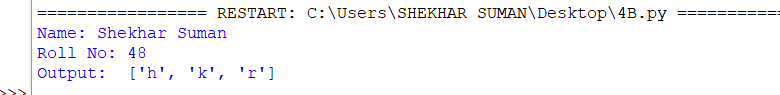 ================= RESTART: C:\Users\SHEKHAR SUMAN\Desktop\4B.py ===========
Name: Shekhar Suman
Roll No: 48
Output:  ['h', 'k', 'r']
>>>